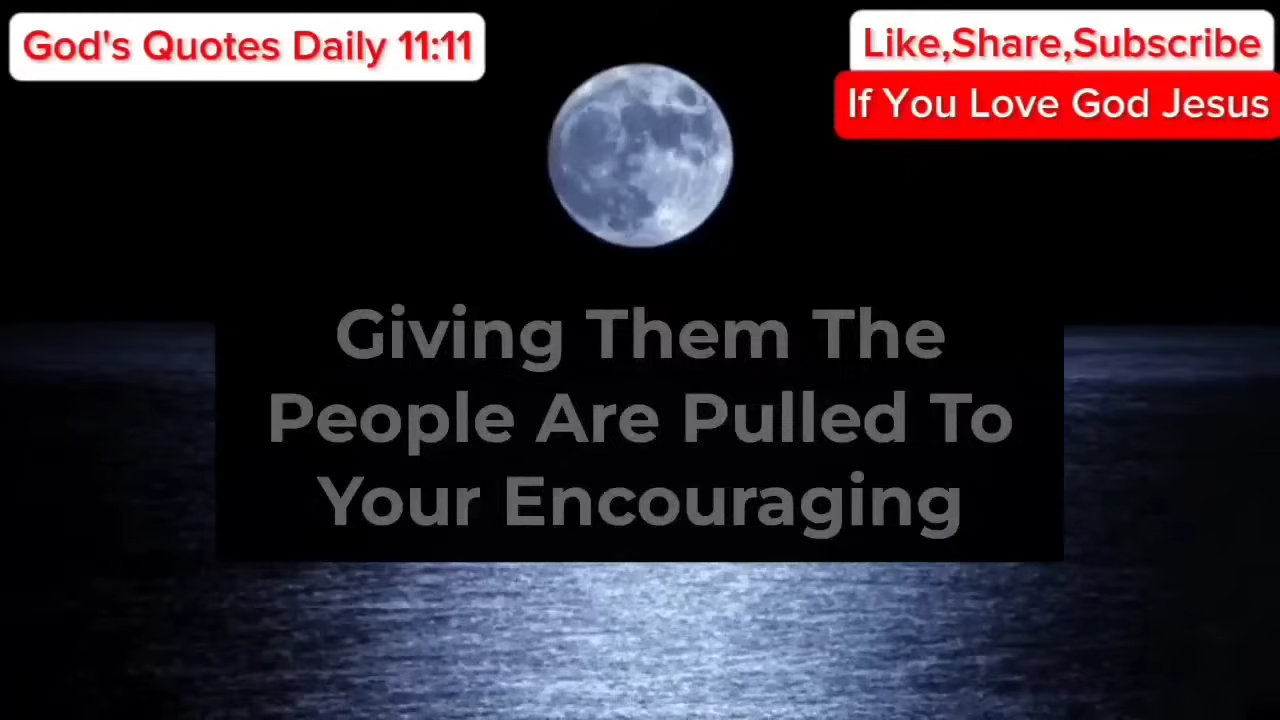 God's Quotes Daily 11:11
Like,Share,Subscribe
If You Love God Jesus
Giving Them The
People Are Pulled To
Your Encouraging